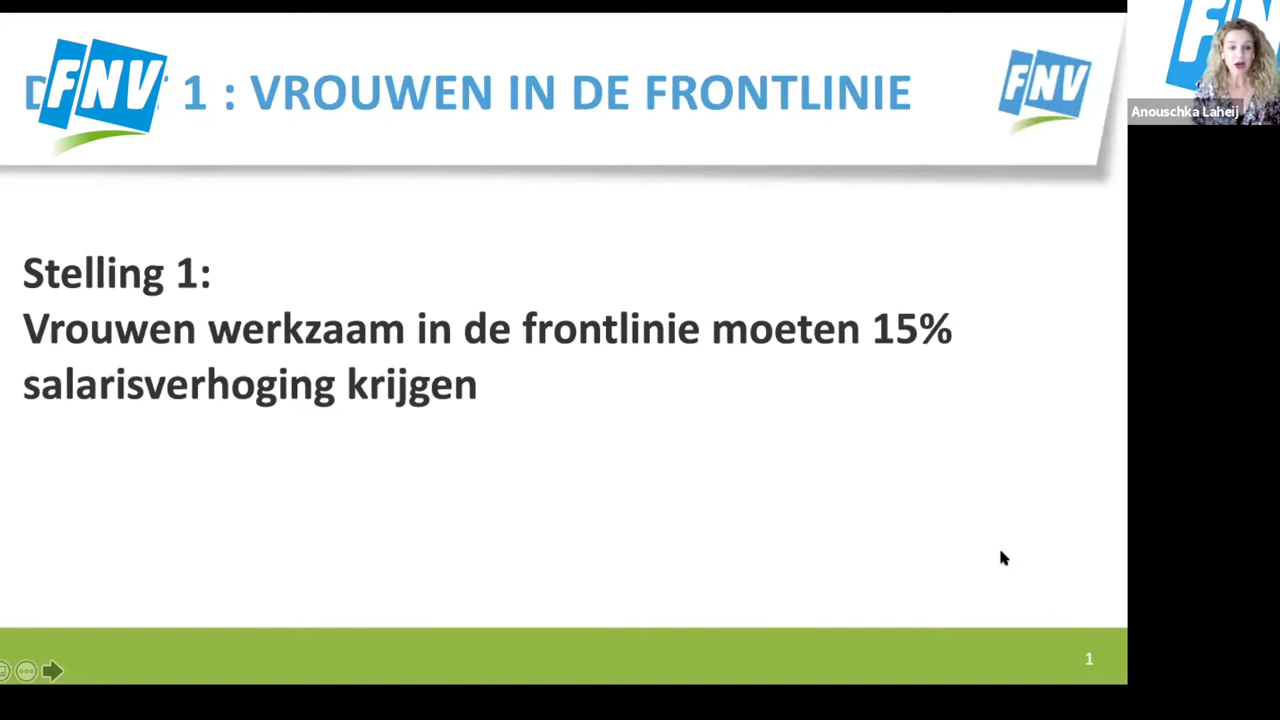 1 : VROUWEN IN DE FRONTLINIE
FNV
FNV
Anouschka Laheij
Stelling 1:
Vrouwen werkzaam in de frontlinie moeten 15%
salarisverhoging krijgen
1